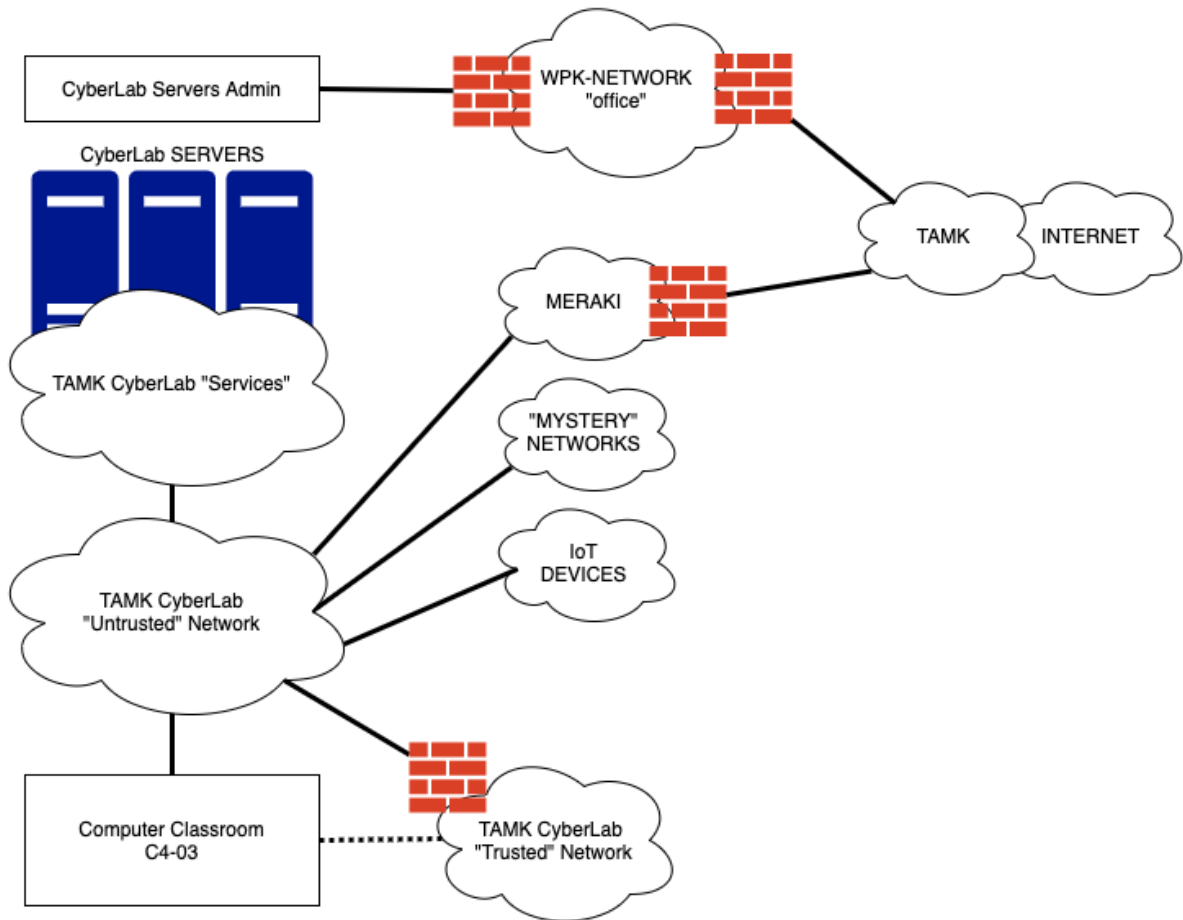 CyberLab Servers Admin
WPK-NETWORK
"office"
CyberLab SERVERS
TAMK
INTERNET
MERAKI
TAMK CyberLab "Services"
"MYSTERY"
NETWORKS
IoT
DEVICES
TAMK CyberLab
"Untrusted" Network
Computer Classroom
C4-03
TAMK CyberLab
"Trusted" Network